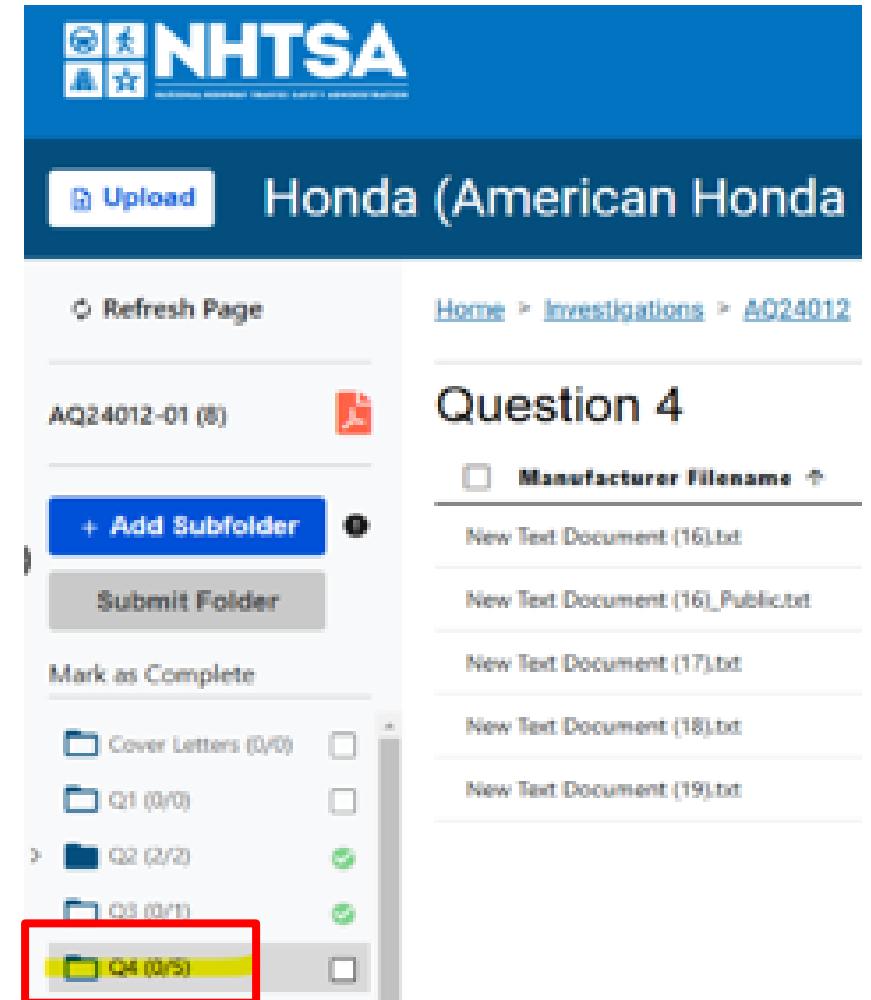 NHTSA
Upload
Honda (American Honda
Refresh Page
Home > Investigations > AQ24012
AQ24012-01 (8)
Question 4
Manufacturer Filename
+ Add Subfolder
New Text Document (16).txt
Submit Folder
New Text Document (16)_Public.txt
Mark as Complete
New Text Document (17).txt
Cover Letters (0/0)
New Text Document (18).txt
Q1 (0/0)
New Text Document (19).txt
Q2 (2/2)
Q3 (0/1)
Q4 (0/5)